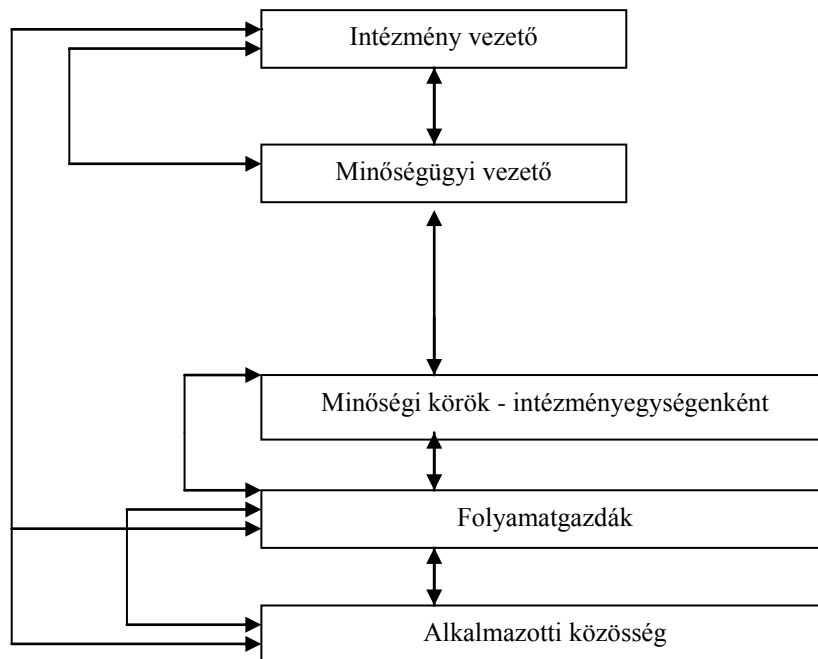 Intézmény vezető
Minőségügyi vezető
Minőségi körök - intézményegységenként
Folyamatgazdák
Alkalmazotti közösség